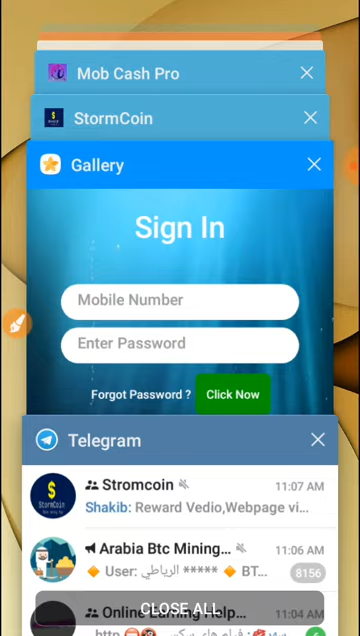 Mob Cash Pro
StormCoin
Gallery
Sign In
Mobile Number
Enter Password
Forgot Password ? Click Now
Telegram
Stromcoin 11:07 AM
Shakib: Reward Vedio,Webpage vi...
Arabia Btc Mining... 11:06 AM
🔸 User: الرياطي ***** 🔸 BT... 8156
Online Earning Help... 11:04 AM
CLOSE ALL